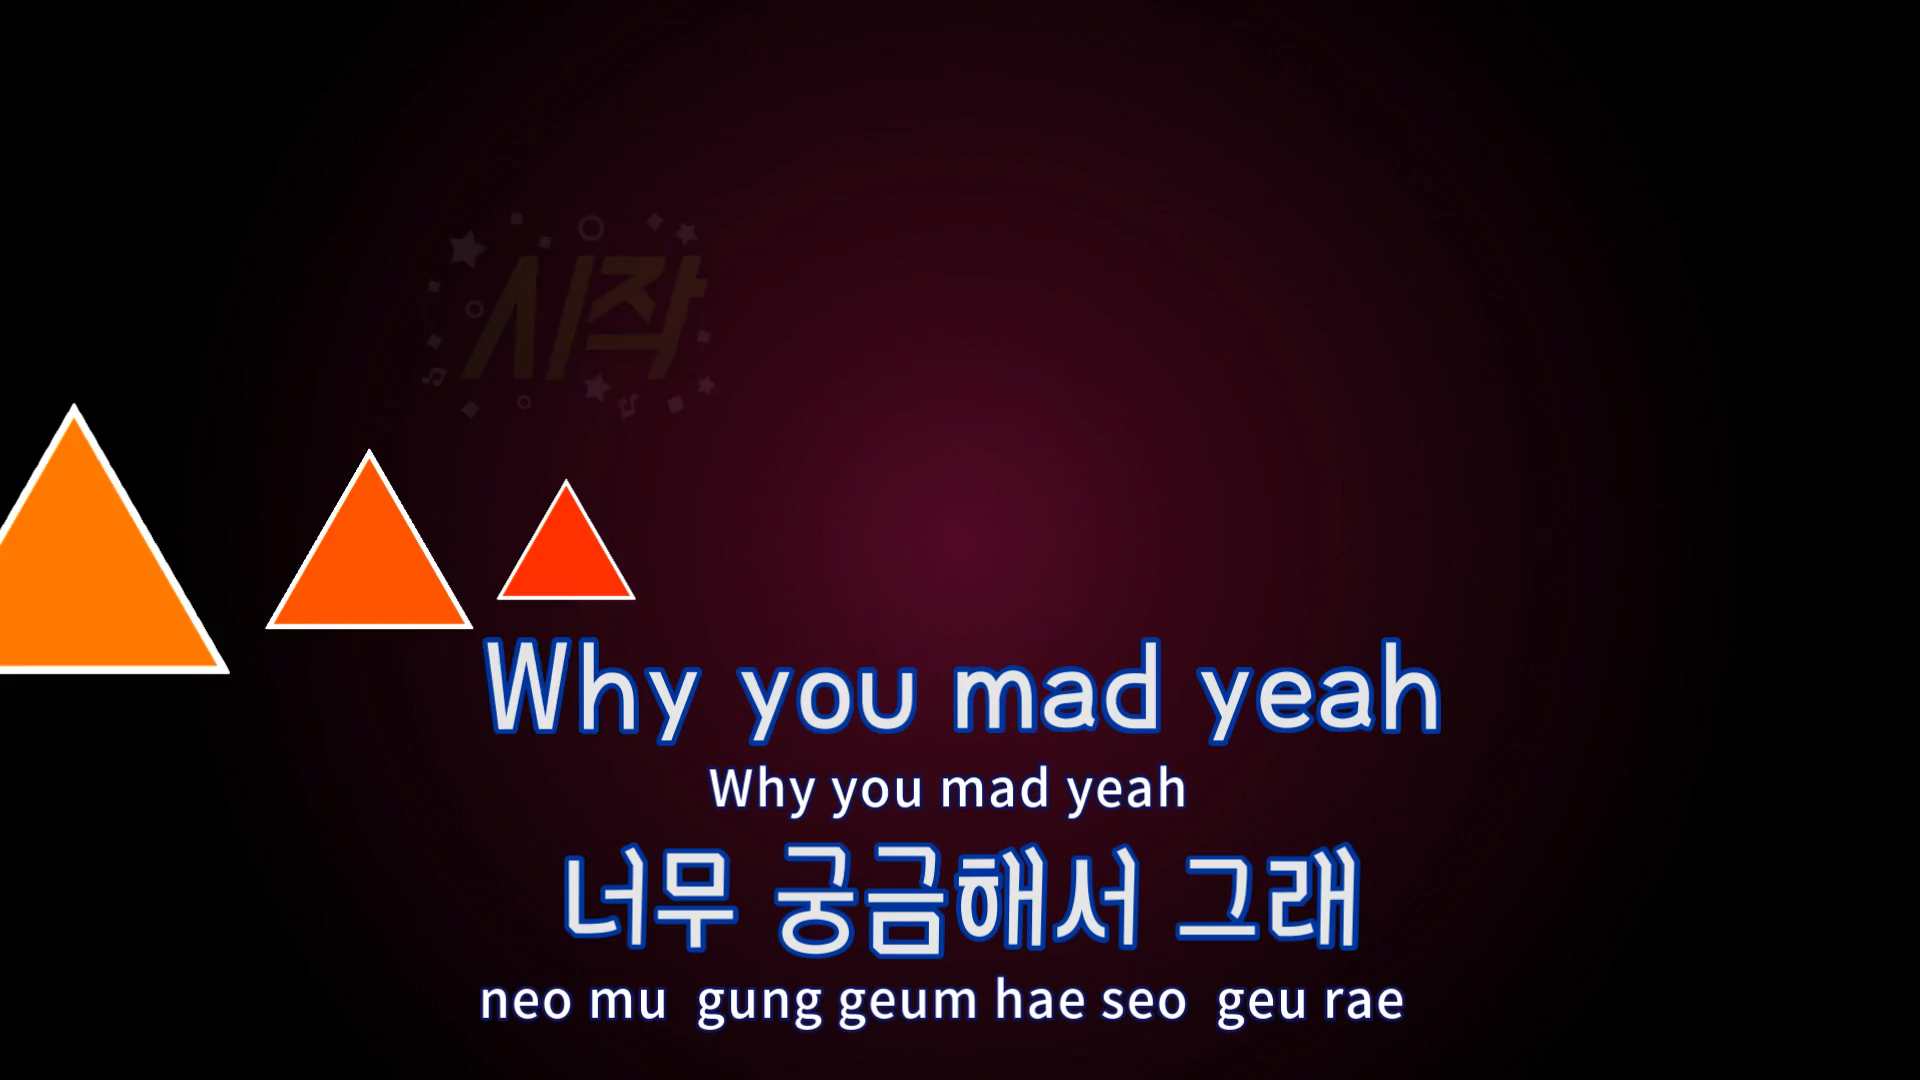 시작
Why you mad yeah
Why you mad yeah
너무 궁금해서 그래
neo mu gung geum hae seo geu rae